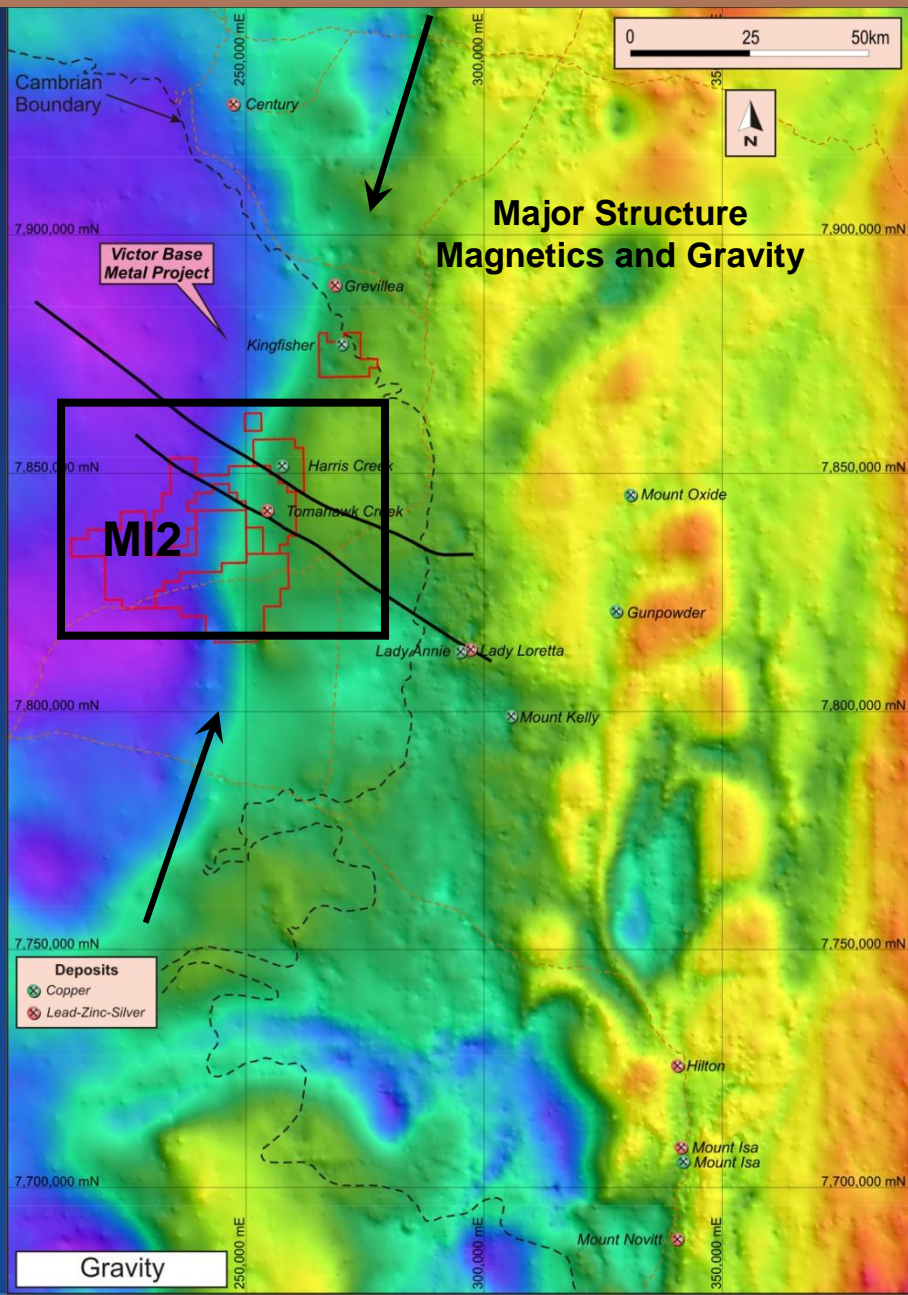 0 25 50km
250,000 mE
300,000 mE
35
Cambrian
Boundary
Century
N
Major Structure
Magnetics and Gravity
7,900,000 mN
7,900,000 mN
Victor Base
Metal Project
Grevillea
Kingfisher
Harris Creek
7,850,000 mN
7,850,000 mN
Mount Oxide
Tomahawk Creek
MI2
Gunpowder
Lady Annie
Lady Loretta
7,800,000 mN
7,800,000 mN
Mount Kelly
7,750,000 mN
7,750,000 mN
Deposits
Copper
Lead-Zinc-Silver
Hilton
Mount Isa
Mount Isa
7,700,000 mN
7,700,000 mN
Mount Novitt
Gravity
250,000 mE
300,000 mE
350,000 mE